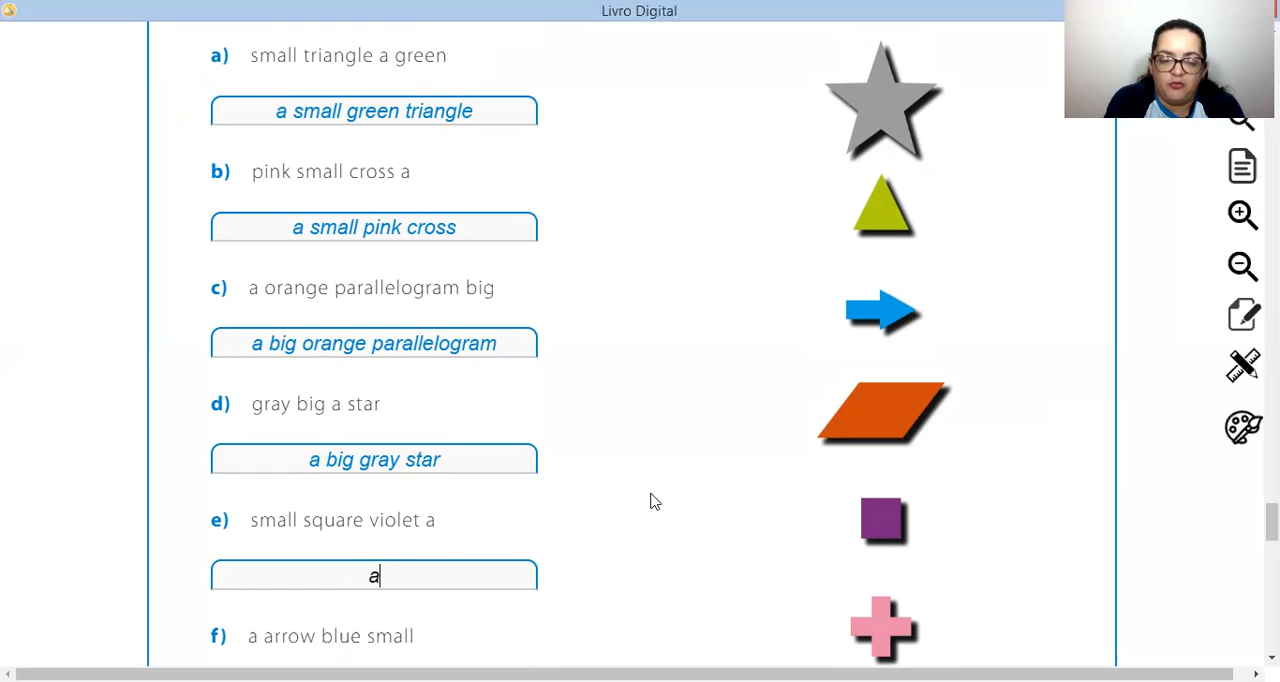 Livro Digital
a) small triangle a green
a small green triangle
b) pink small cross a
a small pink cross
c) a orange parallelogram big
a big orange parallelogram
d) gray big a star
a big gray star
e) small square violet a
a
f) a arrow blue small